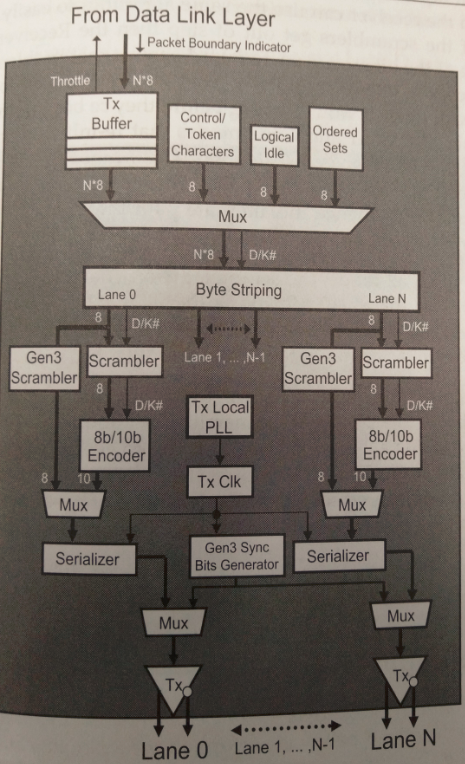 From Data Link Layer
Packet Boundary Indicator
Throttle
N*8
Tx
Buffer
Control/
Token
Characters
Logical
Idle
Ordered
Sets
N*8
8
8
8
Mux
N*8
D/K#
Byte Striping
Lane 0
Lane N
8
D/K#
Lane 1, ... ,N-1
8
D/K#
Gen3
Scrambler
Scrambler
Gen3
Scrambler
Scrambler
8
D/K#
8
D/K#
Tx Local
PLL
8b/10b
Encoder
8b/10b
Encoder
8
10
Tx Clk
8
10
Mux
Mux
Serializer
Gen3 Sync
Bits Generator
Serializer
Mux
Mux
Tx
Tx
Lane 0
Lane 1, ... ,N-1
Lane N